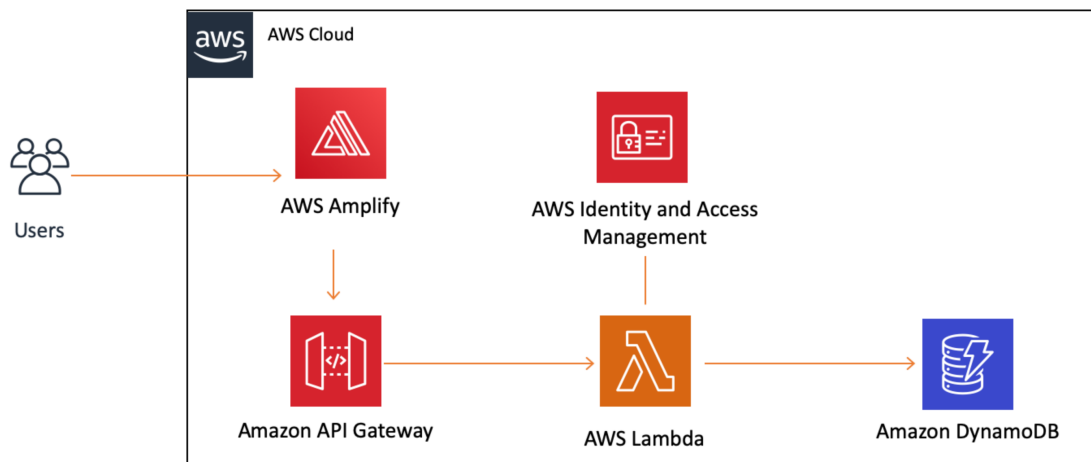 aws
AWS Cloud
Users
AWS Amplify
AWS Identity and Access
Management
</>
Amazon API Gateway
AWS Lambda
Amazon DynamoDB